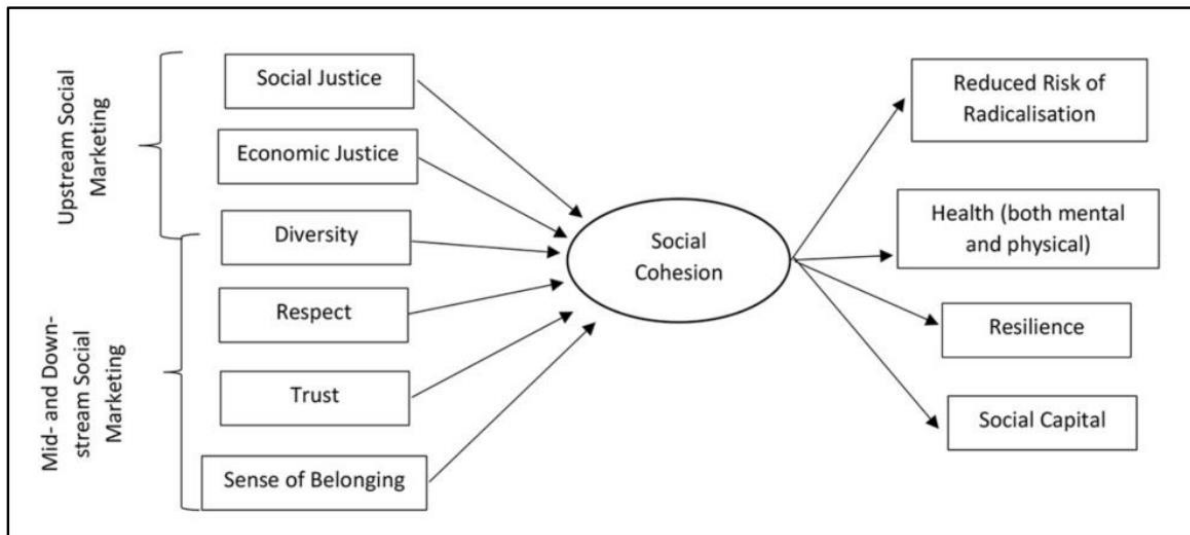 Upstream Social
Marketing
Mid- and Down-
stream Social
Marketing
Social Justice
Economic Justice
Diversity
Respect
Trust
Sense of Belonging
Social
Cohesion
Reduced Risk of
Radicalisation
Health (both mental
and physical)
Resilience
Social Capital